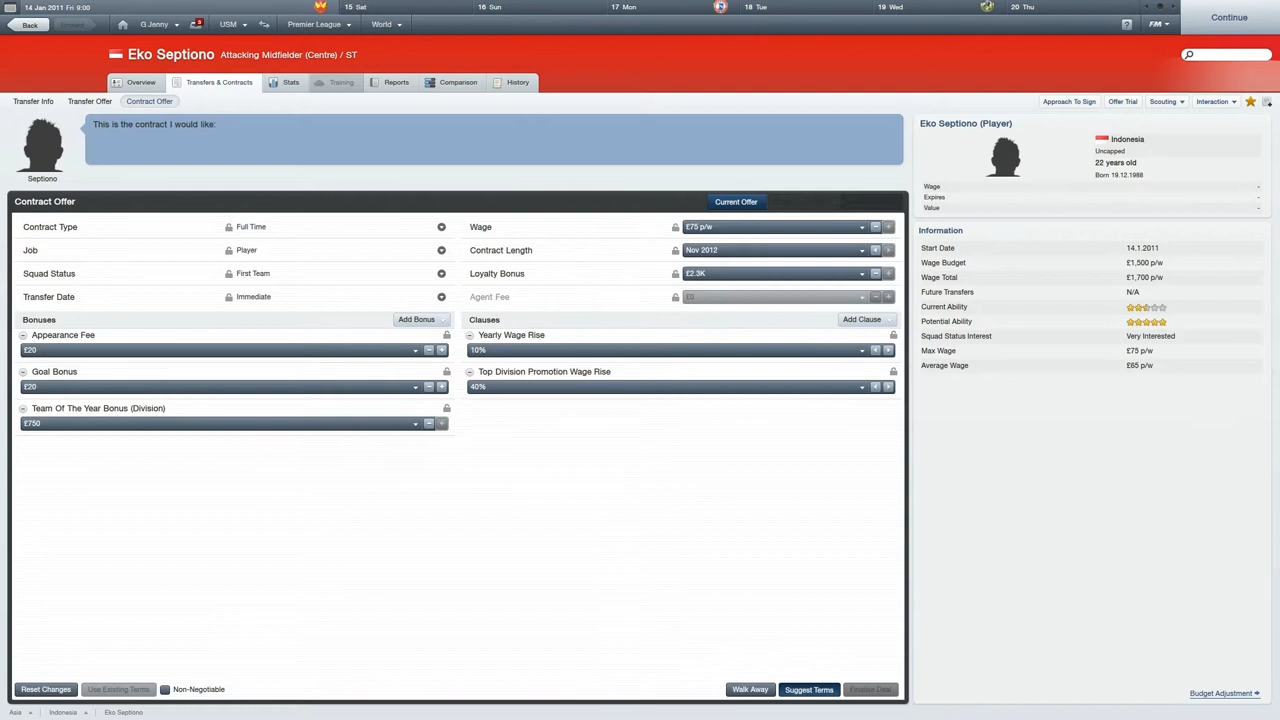 14 Jan 2011 Fri 9:00
15 Sat
16 Sun
17 Mon
18 Tue
19 Wed
20 Thu
Back
G Jenny
3
USM
Premier League
World
?
FM
Continue
Eko Septiono Attacking Midfielder (Centre) / ST
Overview
Transfers & Contracts
Stats
Training
Reports
Comparison
History
Transfer Info
Transfer Offer
Contract Offer
Approach To Sign
Offer Trial
Scouting
Interaction
This is the contract I would like:
Septiono
Eko Septiono (Player)
Indonesia
Uncapped
22 years old
Born 19.12.1988
Wage -
Expires -
Value -
Contract Offer
Current Offer
Contract Type Full Time
Wage £75 p/w
Job Player
Contract Length Nov 2012
Squad Status First Team
Loyalty Bonus £2.3K
Transfer Date Immediate
Agent Fee £0
Bonuses
Add Bonus
Clauses
Add Clause
Appearance Fee
£20
Yearly Wage Rise
10%
Goal Bonus
£20
Top Division Promotion Wage Rise
40%
Team Of The Year Bonus (Division)
£750
Information
Start Date 14.1.2011
Wage Budget £1,500 p/w
Wage Total £1,700 p/w
Future Transfers N/A
Current Ability
Potential Ability
Squad Status Interest Very Interested
Max Wage £75 p/w
Average Wage £65 p/w
Reset Changes
Use Existing Terms
Non-Negotiable
Walk Away
Suggest Terms
Finalise Deal
Budget Adjustment
Asia
Indonesia
Eko Septiono